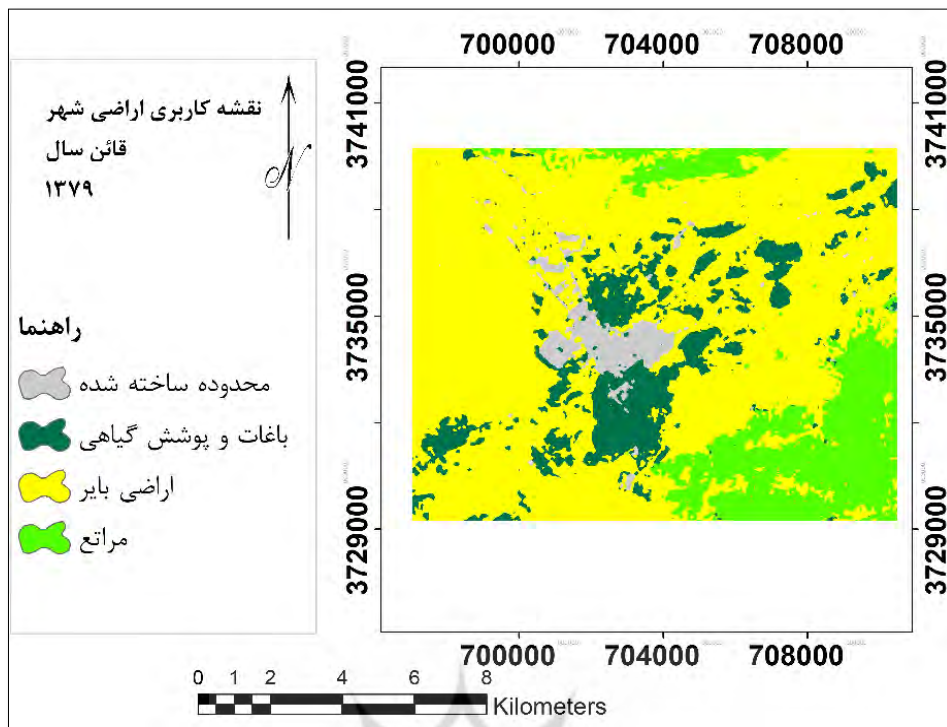 نقشه کاربری اراضی شهر
قائن سال
۱۳۷۹
N
راهنما
محدوده ساخته شده
باغات و پوشش گیاهی
اراضی بایر
مراتع
700000 704000 708000
3741000 3741000
3735000 3735000
3729000 3729000
700000 704000 708000
0 1 2 4 6 8
Kilometers